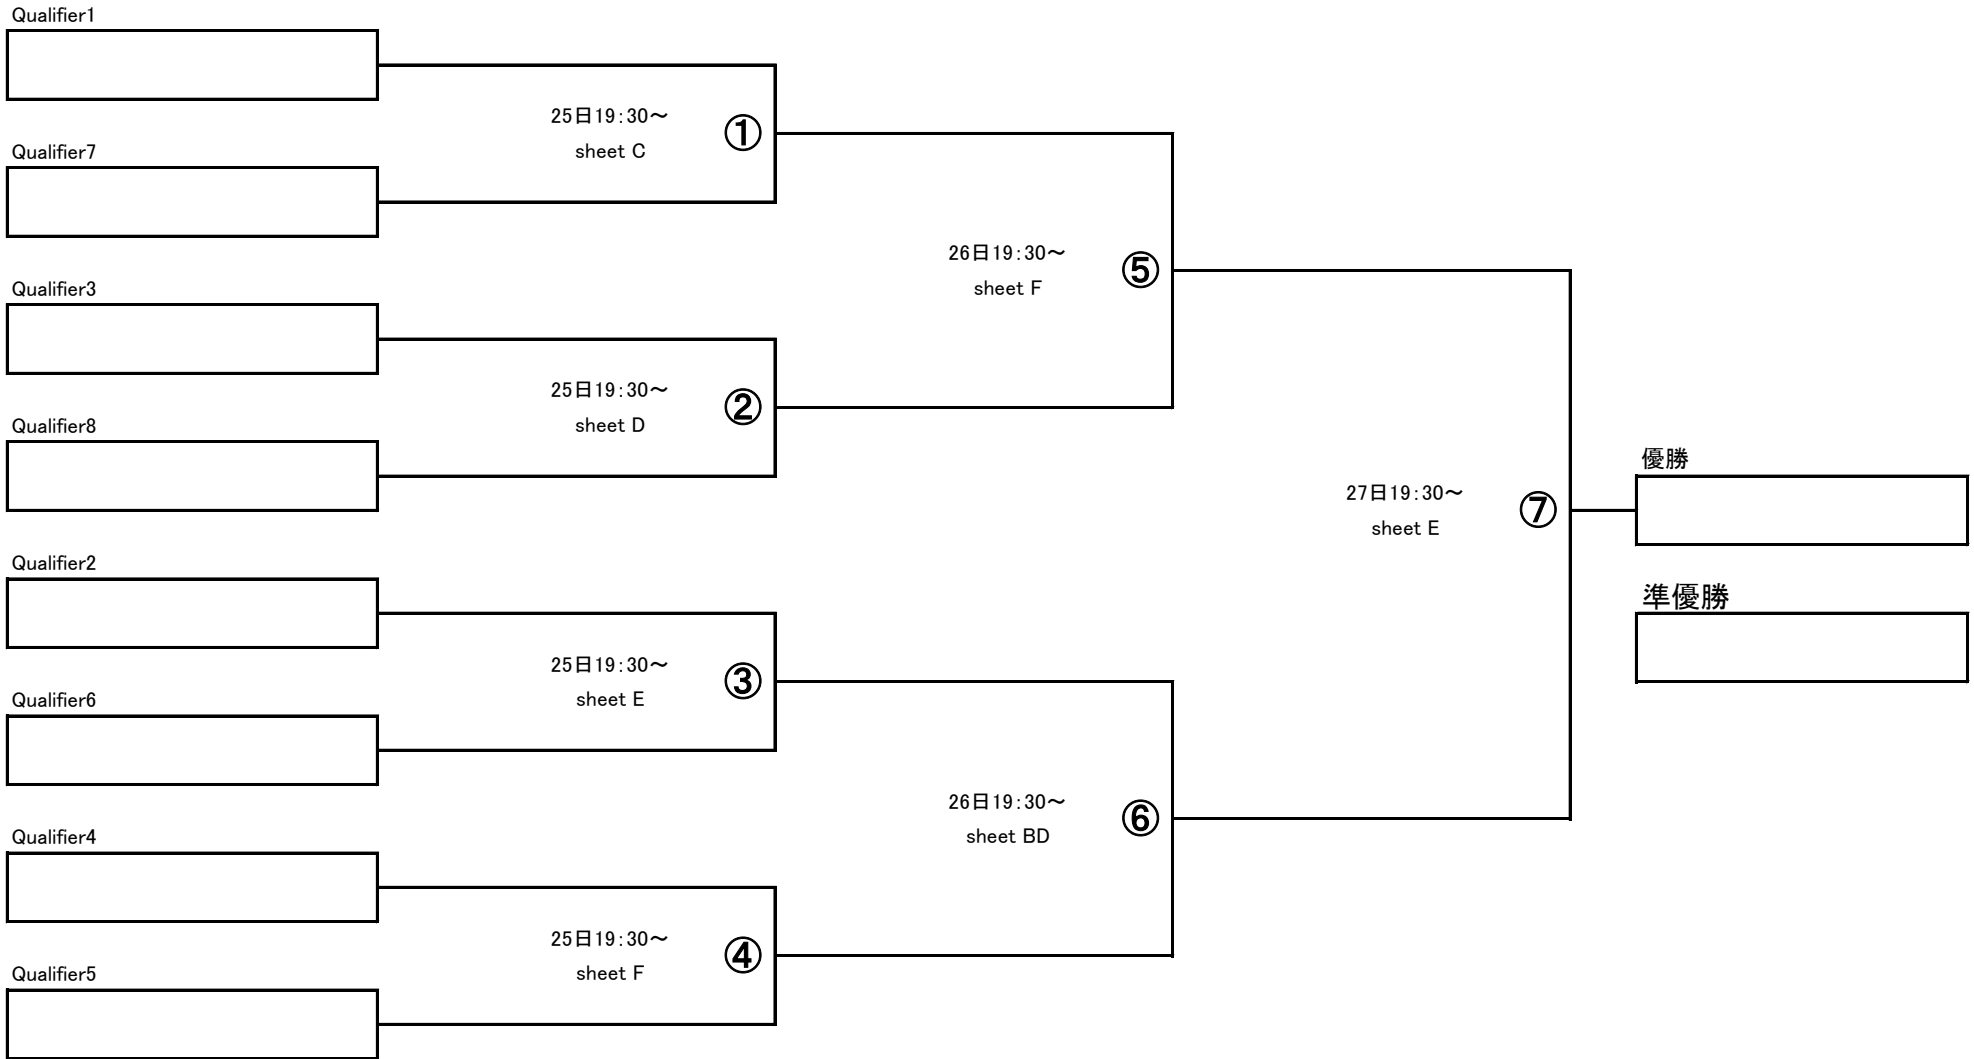 Qualifier1
25日19:30～
sheet C
①
Qualifier7
Qualifier3
26日19:30～
sheet F
⑤
25日19:30～
sheet D
②
Qualifier8
優勝
27日19:30～
sheet E
⑦
Qualifier2
準優勝
25日19:30～
sheet E
③
Qualifier6
26日19:30～
sheet BD
⑥
Qualifier4
25日19:30～
sheet F
④
Qualifier5